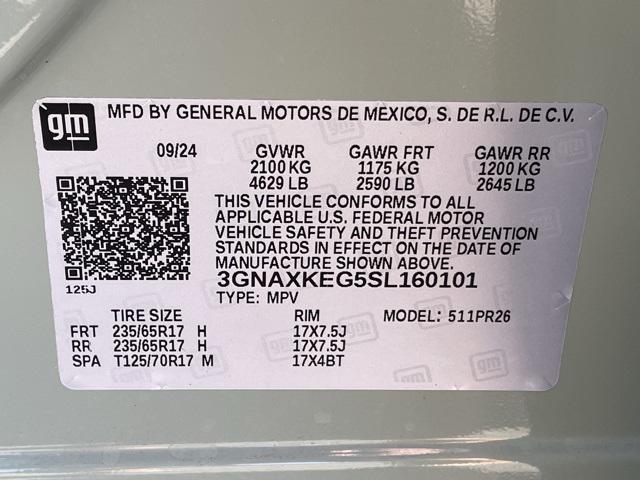 gm MFD BY GENERAL MOTORS DE MEXICO, S. DE R.L. DE C.V.
09/24 GVWR GAWR FRT GAWR RR
2100 KG 1175 KG 1200 KG
4629 LB 2590 LB 2645 LB
THIS VEHICLE CONFORMS TO ALL
APPLICABLE U.S. FEDERAL MOTOR
VEHICLE SAFETY AND THEFT PREVENTION
STANDARDS IN EFFECT ON THE DATE OF
MANUFACTURE SHOWN ABOVE.
125J 3GNAXKEG5SL160101
TYPE: MPV
TIRE SIZE RIM MODEL: 511PR26
FRT 235/65R17 H 17X7.5J
RR 235/65R17 H 17X7.5J
SPA T125/70R17 M 17X4BT